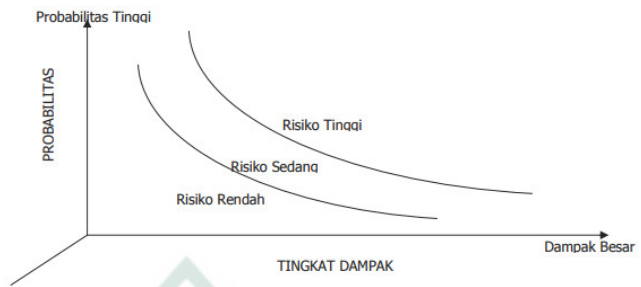 Probabilitas Tinggi
PROBABILITAS
Risiko Tinggi
Risiko Sedang
Risiko Rendah
Dampak Besar
TINGKAT DAMPAK